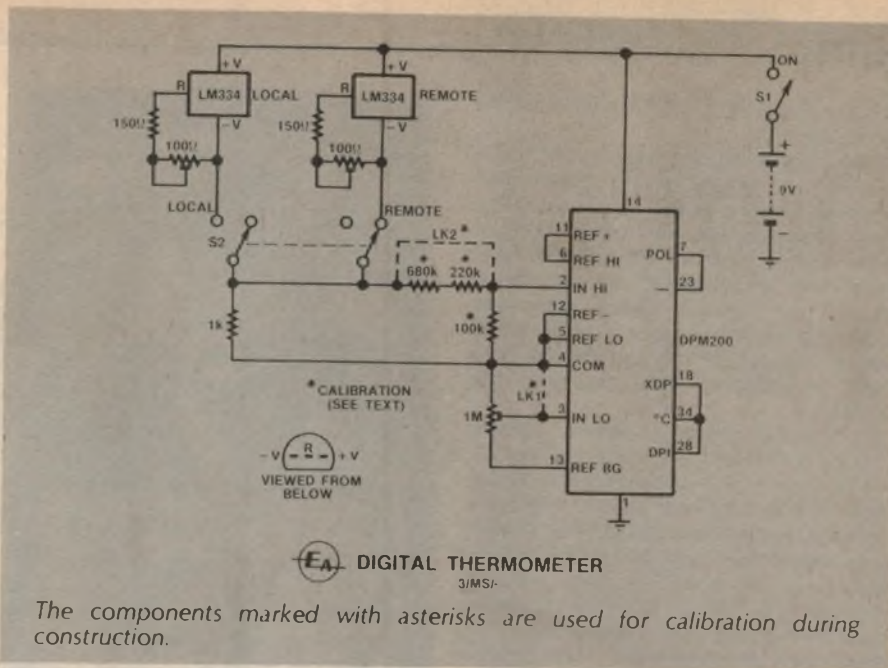 +V
+V
ON
R
LM334
LOCAL
R
LM334
REMOTE
S1
150Ω
-V
150Ω
-V
100Ω
100Ω
+
9V
-
LOCAL
REMOTE
14
S2
LK2*
11
REF +
6
REF HI
POL
7
*
680k
*
220k
2
IN HI
—
23
12
REF-
*
100k
5
REF LO
DPM200
1k
4
COM
XDP
18
* CALIBRATION
(SEE TEXT)
*
LK1
°C
34
1M
3
IN LO
DPI
28
-V
R
+V
13
REF BG
VIEWED FROM
BELOW
1
EA DIGITAL THERMOMETER
3/MS/-
The components marked with asterisks are used for calibration during
construction.